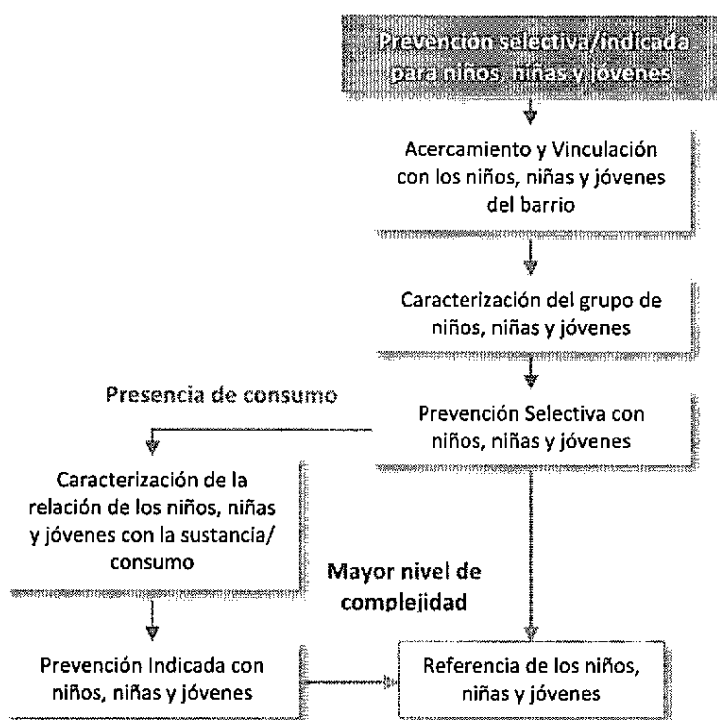 Prevención selectiva/indicada
para niños, niñas y jóvenes
Acercamiento y Vinculación
con los niños, niñas y jóvenes
del barrio
Caracterización del grupo de
niños, niñas y jóvenes
Presencia de consumo
Prevención Selectiva con
niños, niñas y jóvenes
Caracterización de la
relación de los niños, niñas
y jóvenes con la sustancia/
consumo
Mayor nivel de
complejidad
Prevención Indicada con
niños, niñas y jóvenes
Referencia de los niños,
niñas y jóvenes